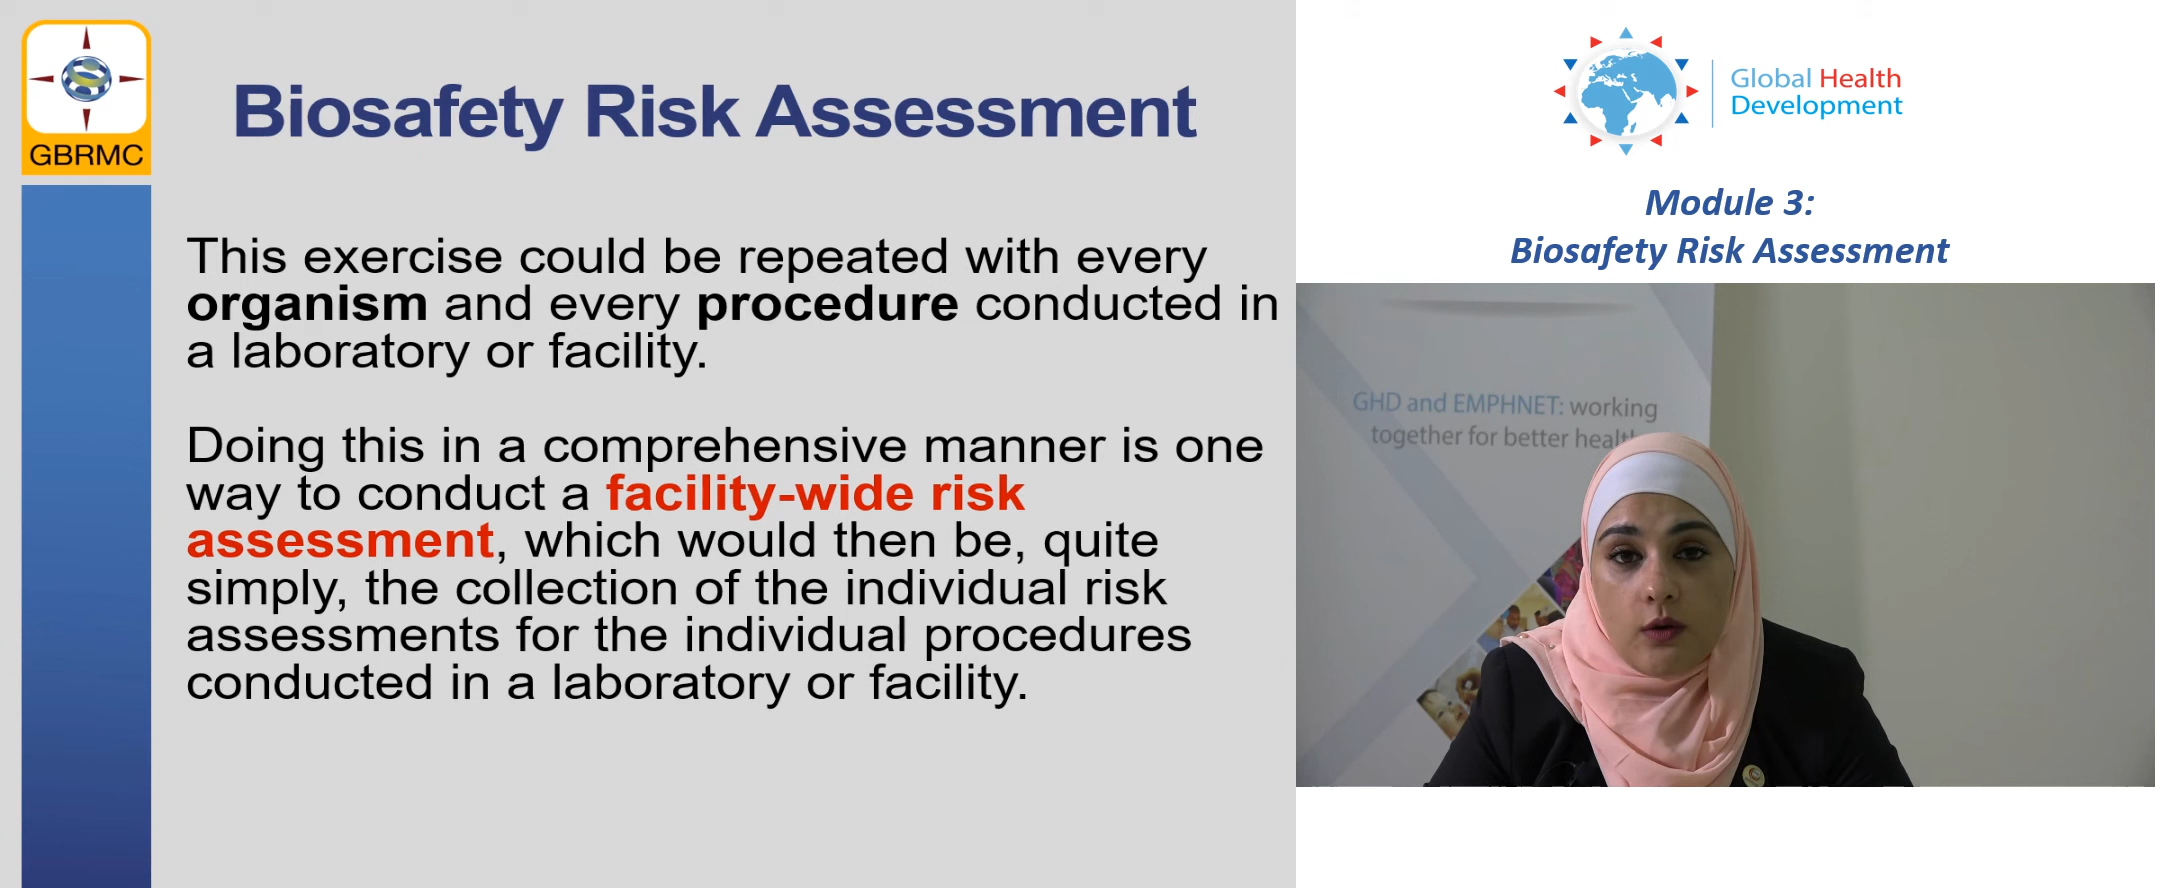 GBRMC
Biosafety Risk Assessment
This exercise could be repeated with every
organism and every procedure conducted in
a laboratory or facility.
Doing this in a comprehensive manner is one
way to conduct a facility-wide risk
assessment, which would then be, quite
simply, the collection of the individual risk
assessments for the individual procedures
conducted in a laboratory or facility.
Global Health
Development
Module 3:
Biosafety Risk Assessment
GHD and EMPHNET: working
together for better health